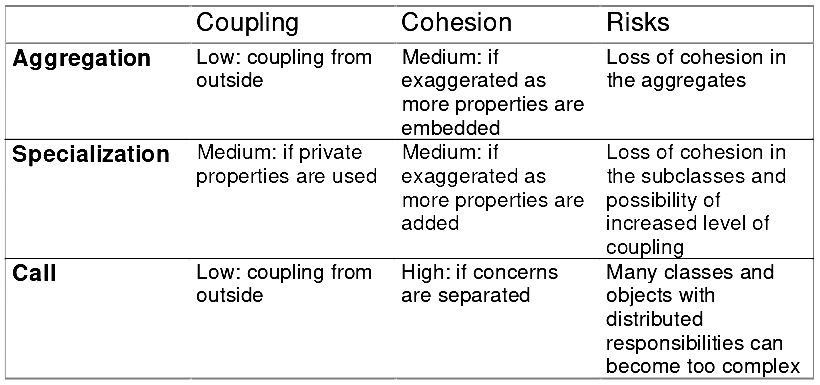 Coupling Cohesion Risks
Aggregation Low: coupling from Medium: if Loss of cohesion in
outside exaggerated as the aggregates
more properties are
embedded
Specialization Medium: if private Medium: if Loss of cohesion in
properties are used exaggerated as the subclasses and
more properties are possibility of
added increased level of
coupling
Call Low: coupling from High: if concerns Many classes and
outside are separated objects with
distributed
responsibilities can
become too complex